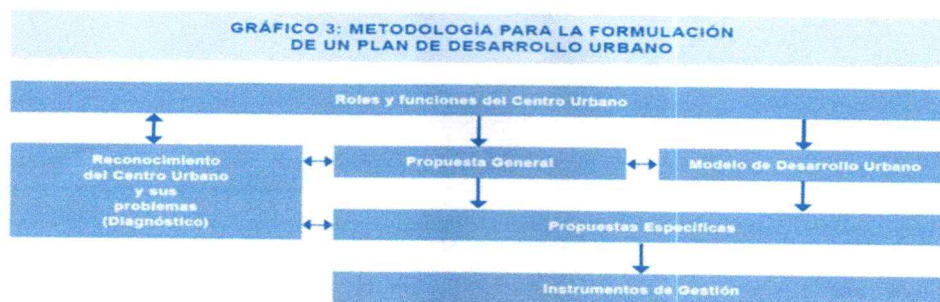 GRÁFICO 3: METODOLOGÍA PARA LA FORMULACIÓN
DE UN PLAN DE DESARROLLO URBANO
Roles y funciones del Centro Urbano
Reconocimiento
del Centro Urbano
y sus
problemas
(Diagnóstico)
Propuesta General
Modelo de Desarrollo Urbano
Propuestas Específicas
Instrumentos de Gestión